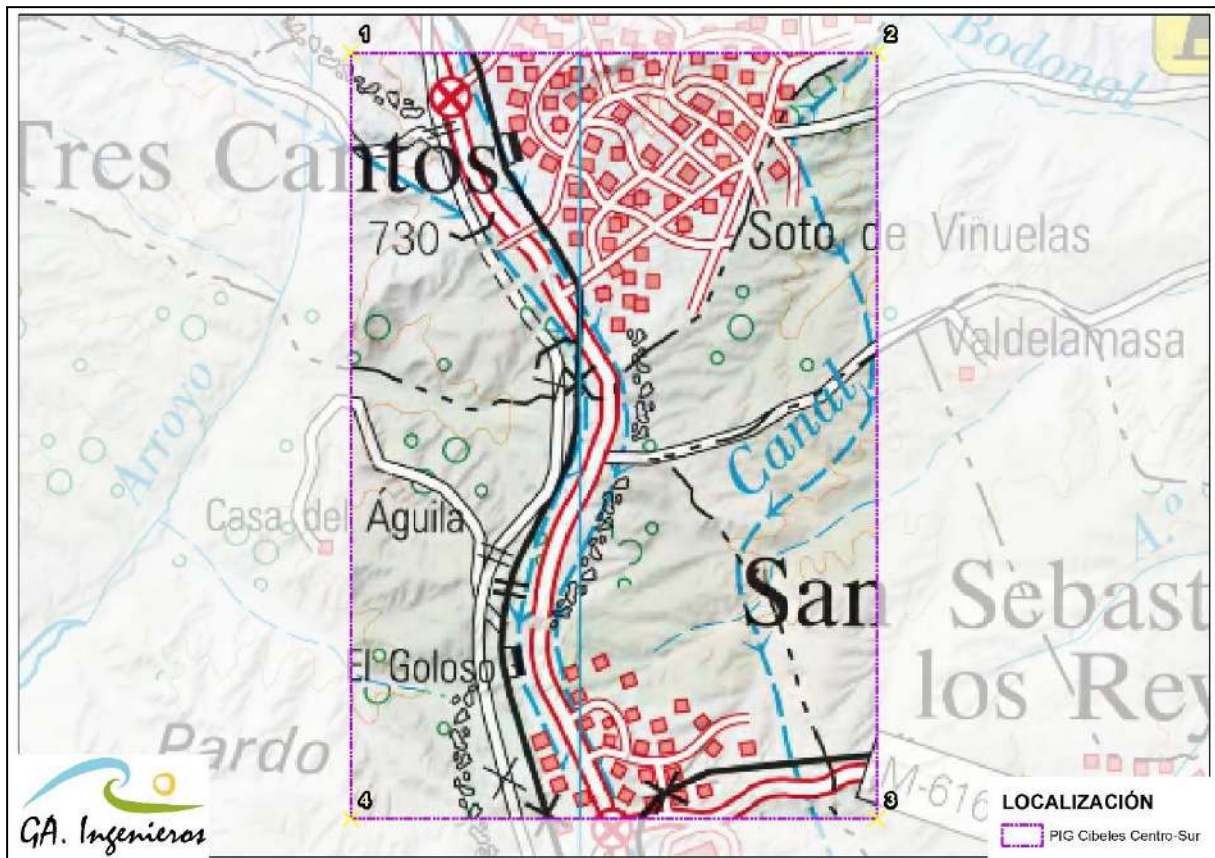 1
2
Bodonal
Tres Cantos
730
Soto de Viñuelas
Valdelamasa
Arroyo
Canal
Casa del Águila
A.º
San Sebast
El Goloso
los Rey
Pardo
M-616
4
3
GA. Ingenieros
LOCALIZACIÓN
PIG Cibeles Centro-Sur